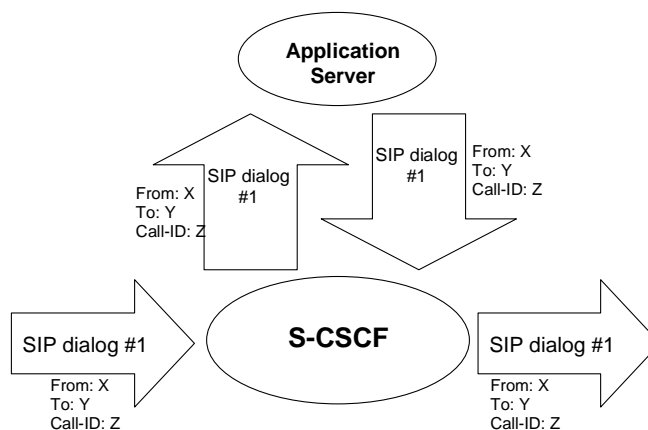 Application
Server
SIP dialog
#1
From: X
To: Y
Call-ID: Z
SIP dialog
#1
From: X
To: Y
Call-ID: Z
SIP dialog #1
From: X
To: Y
Call-ID: Z
S-CSCF
SIP dialog #1
From: X
To: Y
Call-ID: Z